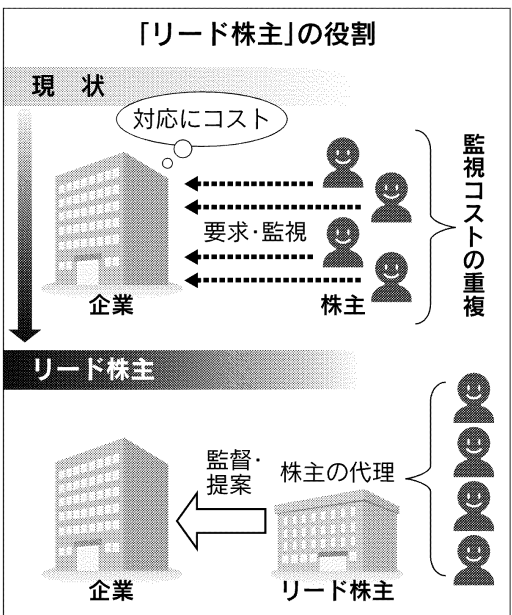 「リード株主」の役割
現 状
対応にコスト
要求・監視
企業
株主
監視コストの重複
リード株主
監督・
提案
株主の代理
企業
リード株主